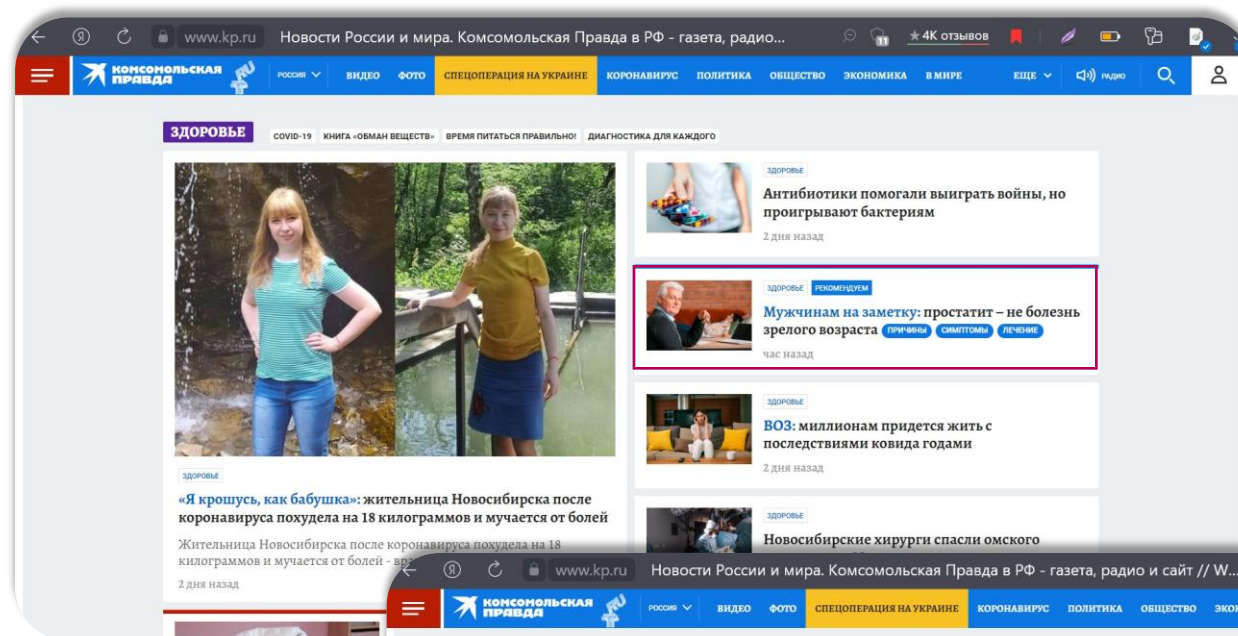 www.kp.ru Новости России и мира. Комсомольская Правда в РФ - газета, радио... 11 ★ 4K отзывов
КОМСОМОЛЬСКАЯ ПРАВДА RU РОССИЯ ВИДЕО ФОТО СПЕЦОПЕРАЦИЯ НА УКРАИНЕ КОРОНАВИРУС ПОЛИТИКА ОБЩЕСТВО ЭКОНОМИКА В МИРЕ ЕЩЕ РАДИО
ЗДОРОВЬЕ COVID-19 КНИГА «ОБМАН ВЕЩЕСТВ» ВРЕМЯ ПИТАТЬСЯ ПРАВИЛЬНО! ДИАГНОСТИКА ДЛЯ КАЖДОГО
ЗДОРОВЬЕ
«Я крошусь, как бабушка»: жительница Новосибирска после
коронавируса похудела на 18 килограммов и мучается от болей
Жительница Новосибирска после коронавируса похудела на 18
килограммов и мучается от болей -
2 дня назад
ЗДОРОВЬЕ
Антибиотики помогали выиграть войны, но
проигрывают бактериям
2 дня назад
ЗДОРОВЬЕ РЕКОМЕНДУЕМ
Мужчинам на заметку: простатит – не болезнь
зрелого возраста ПРИЧИНЫ СИМПТОМЫ ЛЕЧЕНИЕ
час назад
ЗДОРОВЬЕ
ВОЗ: миллионам придется жить с
последствиями ковида годами
2 дня назад
ЗДОРОВЬЕ
Новосибирские хирурги спасли омского
www.kp.ru Новости России и мира. Комсомольская Правда в РФ - газета, радио и сайт // W...
КОМСОМОЛЬСКАЯ ПРАВДА RU РОССИЯ ВИДЕО ФОТО СПЕЦОПЕРАЦИЯ НА УКРАИНЕ КОРОНАВИРУС ПОЛИТИКА ОБЩЕСТВО